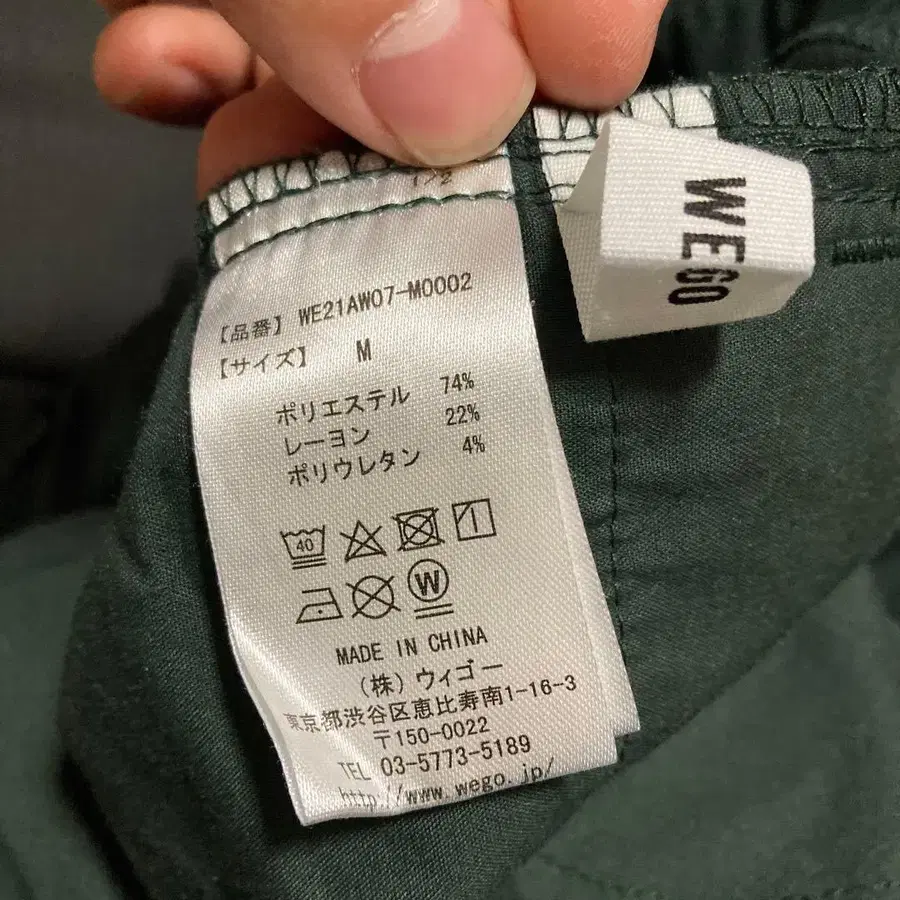 1/2
WEGO
【品番】 WE21AW07-M0002
【サイズ】 M
ポリエステル 74%
レーヨン 22%
ポリウレタン 4%
40
W
MADE IN CHINA
(株) ウィゴー
東京都渋谷区恵比寿南1-16-3
〒150-0022
TEL 03-5773-5189
http://www.wego.jp/